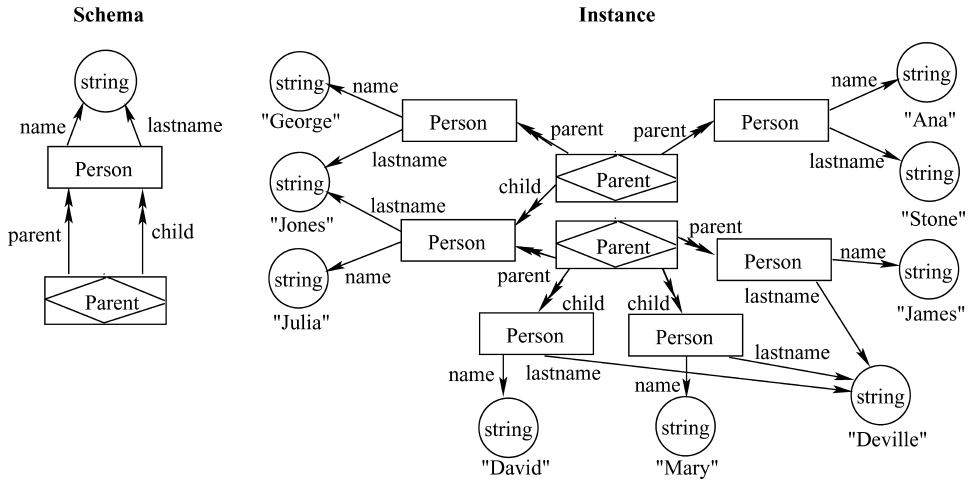 Schema
string
name
lastname
Person
parent
child
Parent
Instance
string
name
"George"
Person
lastname
string
"Jones"
lastname
Person
name
string
"Julia"
parent
parent
Parent
child
Person
name
string
"Ana"
lastname
string
"Stone"
Parent
parent
parent
Person
name
string
"James"
lastname
child
child
Person
Person
name
lastname
name
lastname
string
"David"
string
"Mary"
string
"Deville"